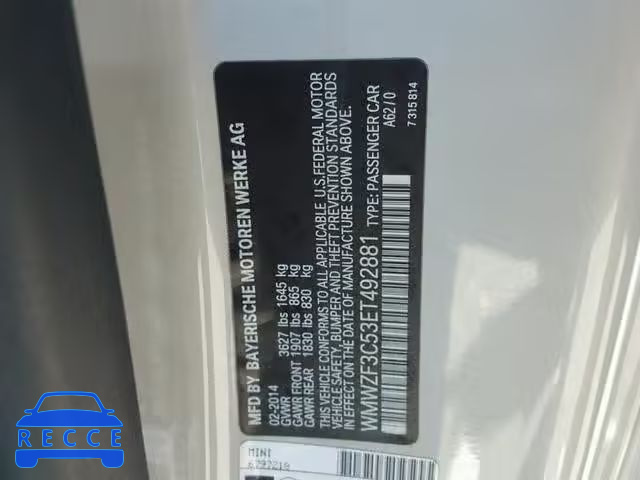 MFD BY BAYERISCHE MOTOREN WERKE AG
02-2014
GVWR 3627 lbs 1645 kg
GAWR FRONT 1907 lbs 865 kg
GAWR REAR 1830 lbs 830 kg
THIS VEHICLE CONFORMS TO ALL APPLICABLE U.S.FEDERAL MOTOR
VEHICLE SAFETY, BUMPER AND THEFT PREVENTION STANDARDS
IN EFFECT ON THE DATE OF MANUFACTURE SHOWN ABOVE.
WMWZF3C53ET492881 TYPE: PASSENGER CAR
A62/0
7315814
MINI
6797218
RECCE